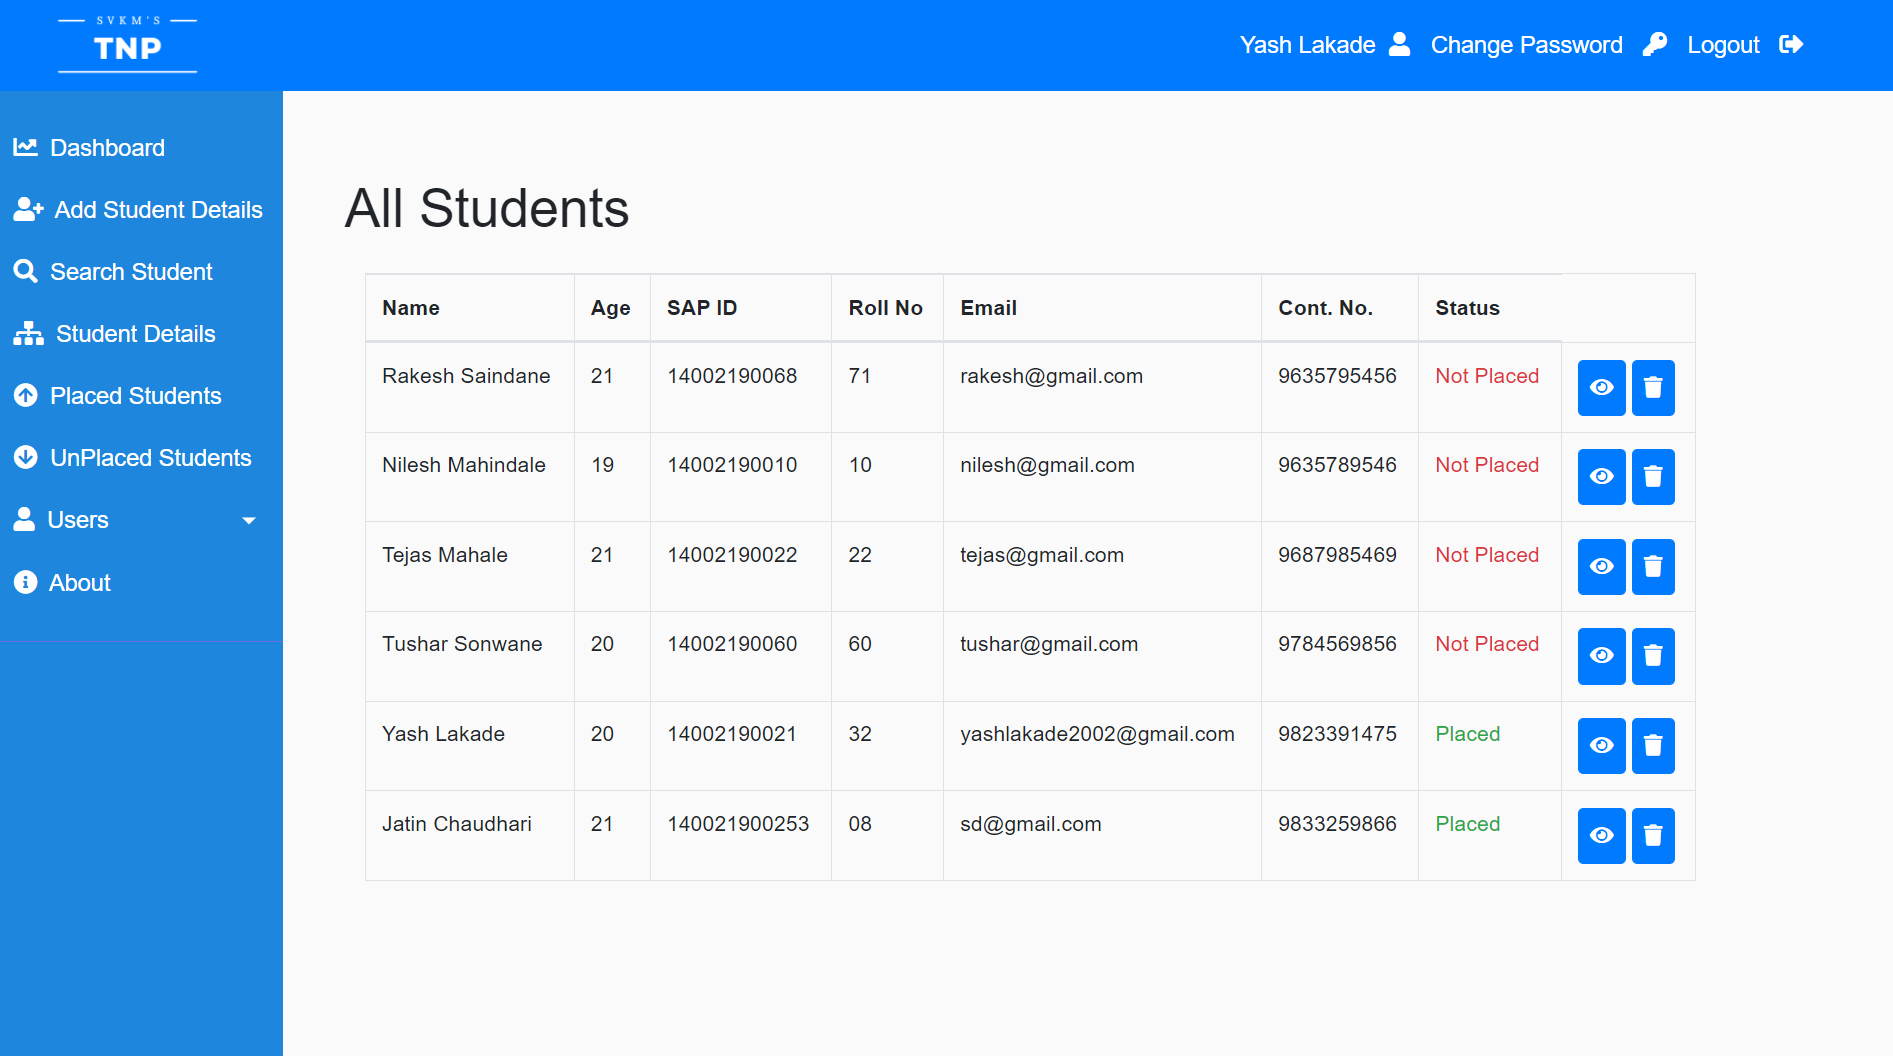 SVKM'S
TNP
Yash Lakade Change Password Logout
Dashboard
Add Student Details
Search Student
Student Details
Placed Students
UnPlaced Students
Users
About
All Students
Name Age SAP ID Roll No Email Cont. No. Status
Rakesh Saindane 21 14002190068 71 rakesh@gmail.com 9635795456 Not Placed
Nilesh Mahindale 19 14002190010 10 nilesh@gmail.com 9635789546 Not Placed
Tejas Mahale 21 14002190022 22 tejas@gmail.com 9687985469 Not Placed
Tushar Sonwane 20 14002190060 60 tushar@gmail.com 9784569856 Not Placed
Yash Lakade 20 14002190021 32 yashlakade2002@gmail.com 9823391475 Placed
Jatin Chaudhari 21 140021900253 08 sd@gmail.com 9833259866 Placed